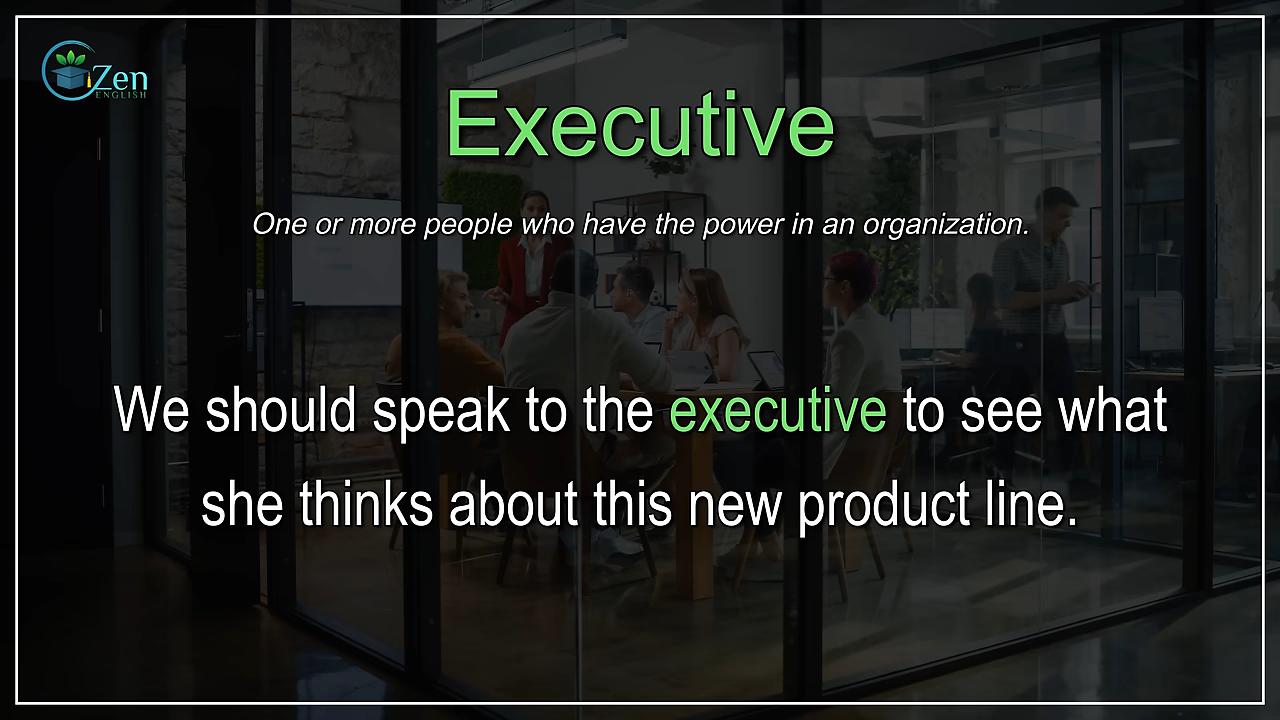 Zen
ENGLISH
Executive
One or more people who have the power in an organization.
We should speak to the executive to see what
she thinks about this new product line.